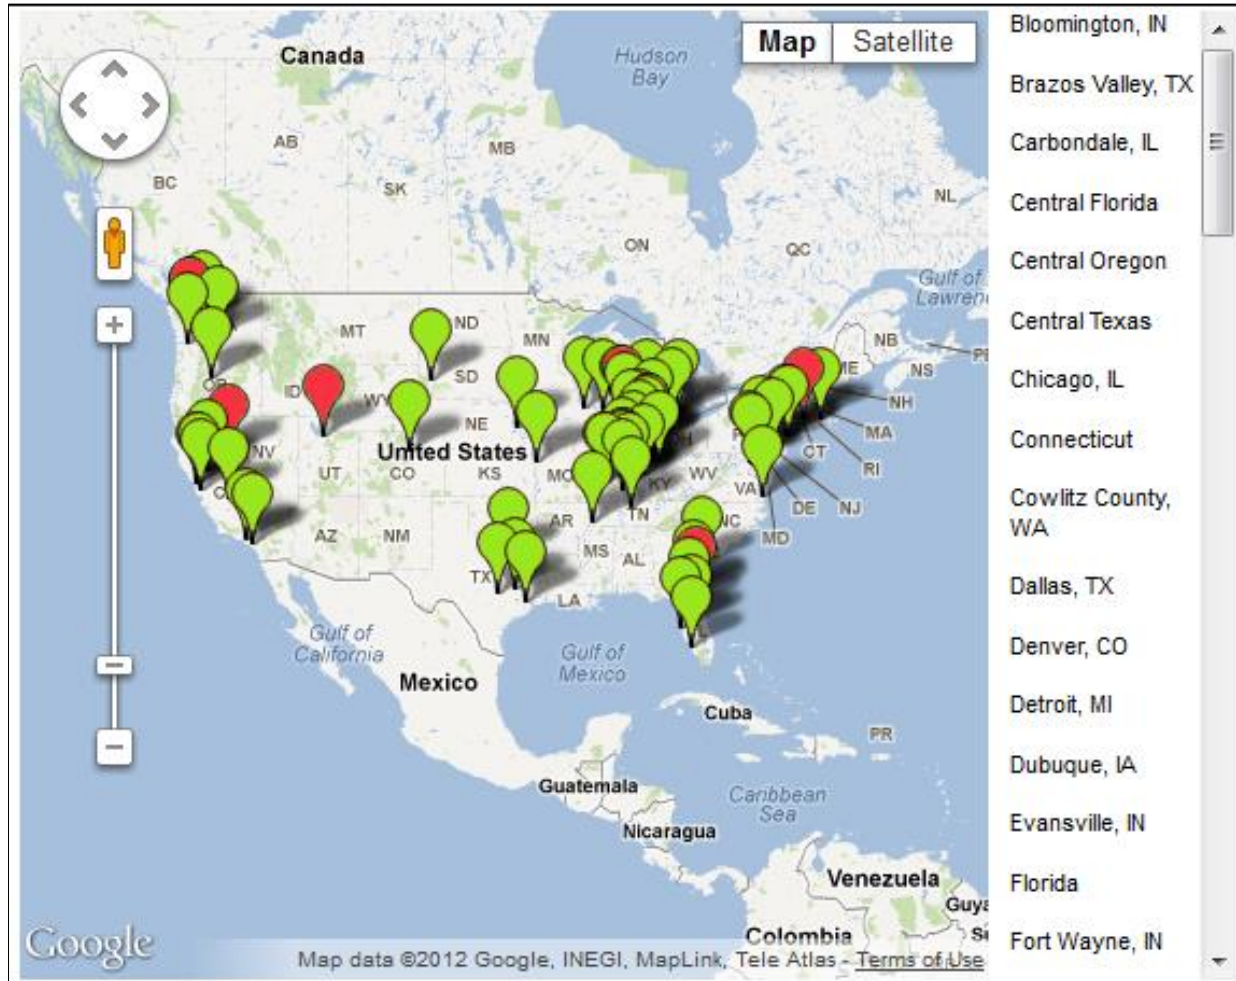 Canada
Hudson
Bay
Map
Satellite
AB
MB
BC
SK
NL
ON
QC
Gulf of
Lawren
MT
ND
MN
NB
ME
NS
SD
ID
WY
NE
NH
MA
United States
NV
UT
CO
KS
MO
KY
WV
VA
CT
RI
DE
NJ
MD
AZ
NM
AR
TN
NC
MS
AL
TX
LA
Gulf of
California
Gulf of
Mexico
Mexico
Cuba
PR
Guatemala
Caribbean
Sea
Nicaragua
Venezuela
Guya
Colombia
Google
Map data ©2012 Google, INEGI, MapLink, Tele Atlas - Terms of Use
Bloomington, IN
Brazos Valley, TX
Carbondale, IL
Central Florida
Central Oregon
Central Texas
Chicago, IL
Connecticut
Cowlitz County,
WA
Dallas, TX
Denver, CO
Detroit, MI
Dubuque, IA
Evansville, IN
Florida
Fort Wayne, IN